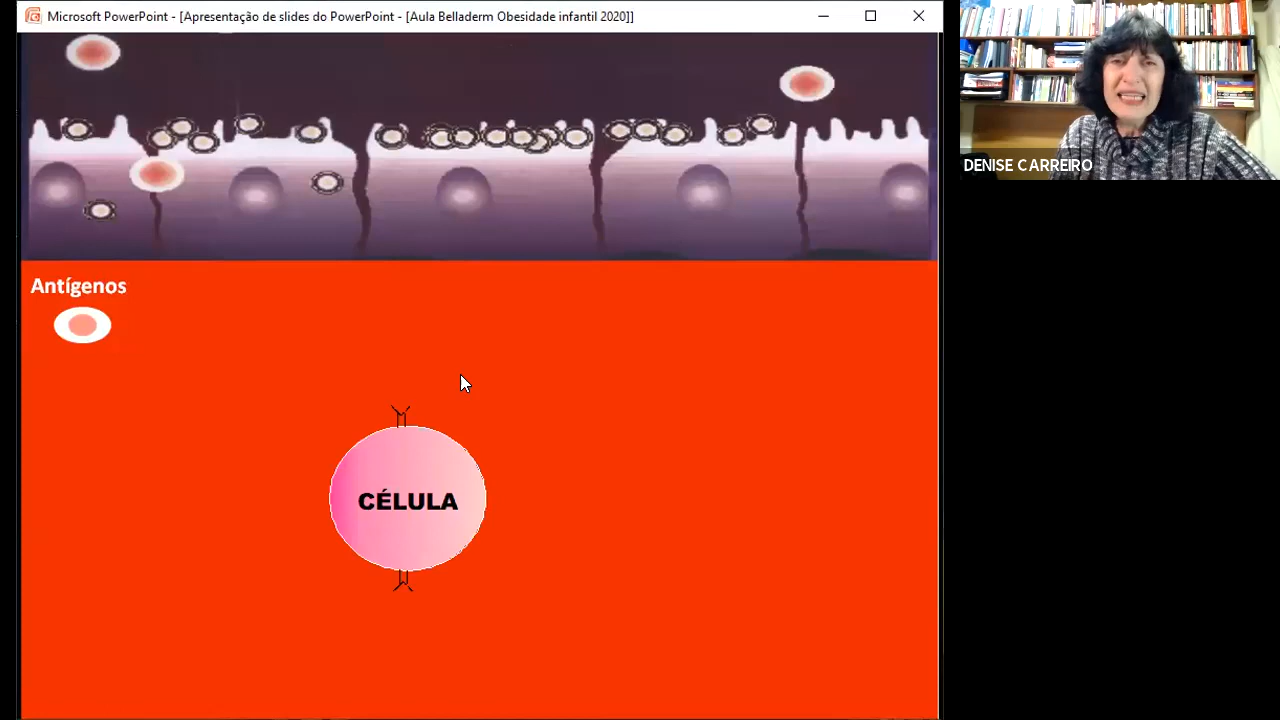 Microsoft PowerPoint - [Apresentação de slides do PowerPoint - [Aula Belladerm Obesidade infantil 2020]]
DENISE CARREIRO
Antígenos
CÉLULA